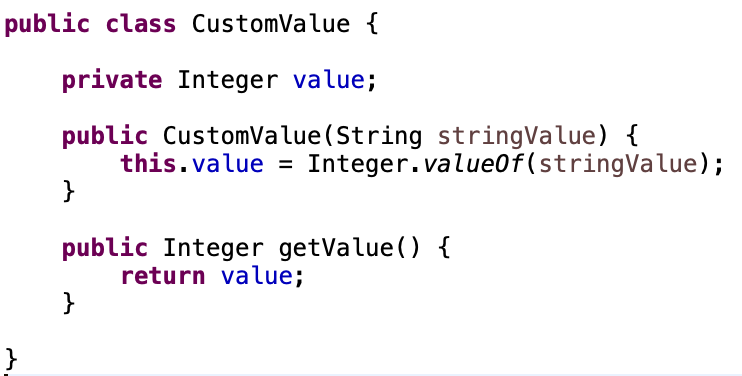 public class CustomValue {
    private Integer value;
    public CustomValue(String stringValue) {
        this.value = Integer.valueOf(stringValue);
    }
    public Integer getValue() {
        return value;
    }
}